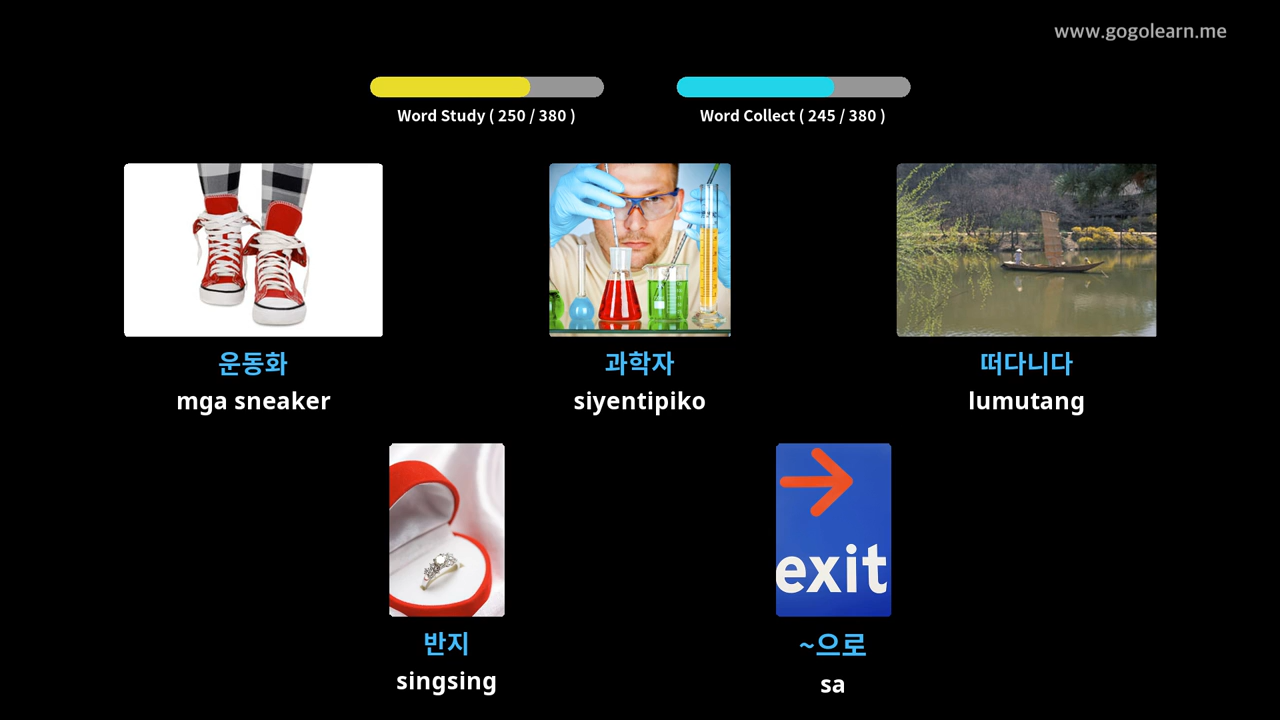 www.gogolearn.me
Word Study ( 250 / 380 )
Word Collect ( 245 / 380 )
운동화
mga sneaker
과학자
siyentipiko
떠다니다
lumutang
반지
singsing
exit
~으로
sa